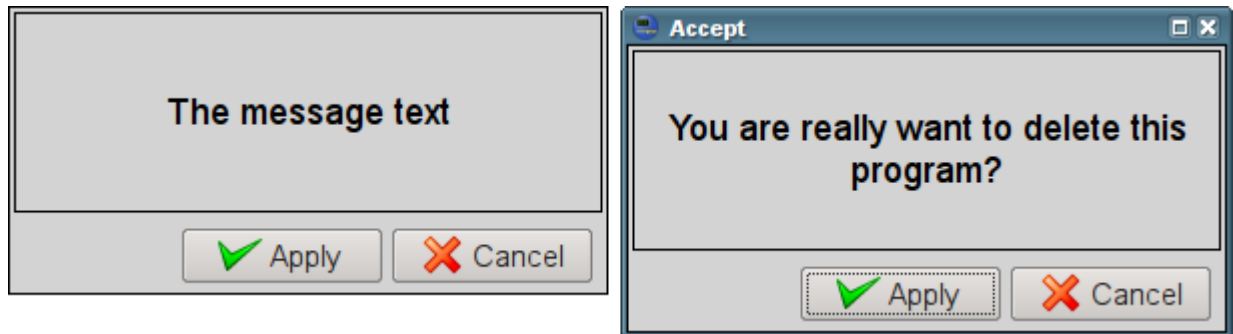 The message text
Apply
Cancel
Accept
You are really want to delete this
program?
Apply
Cancel